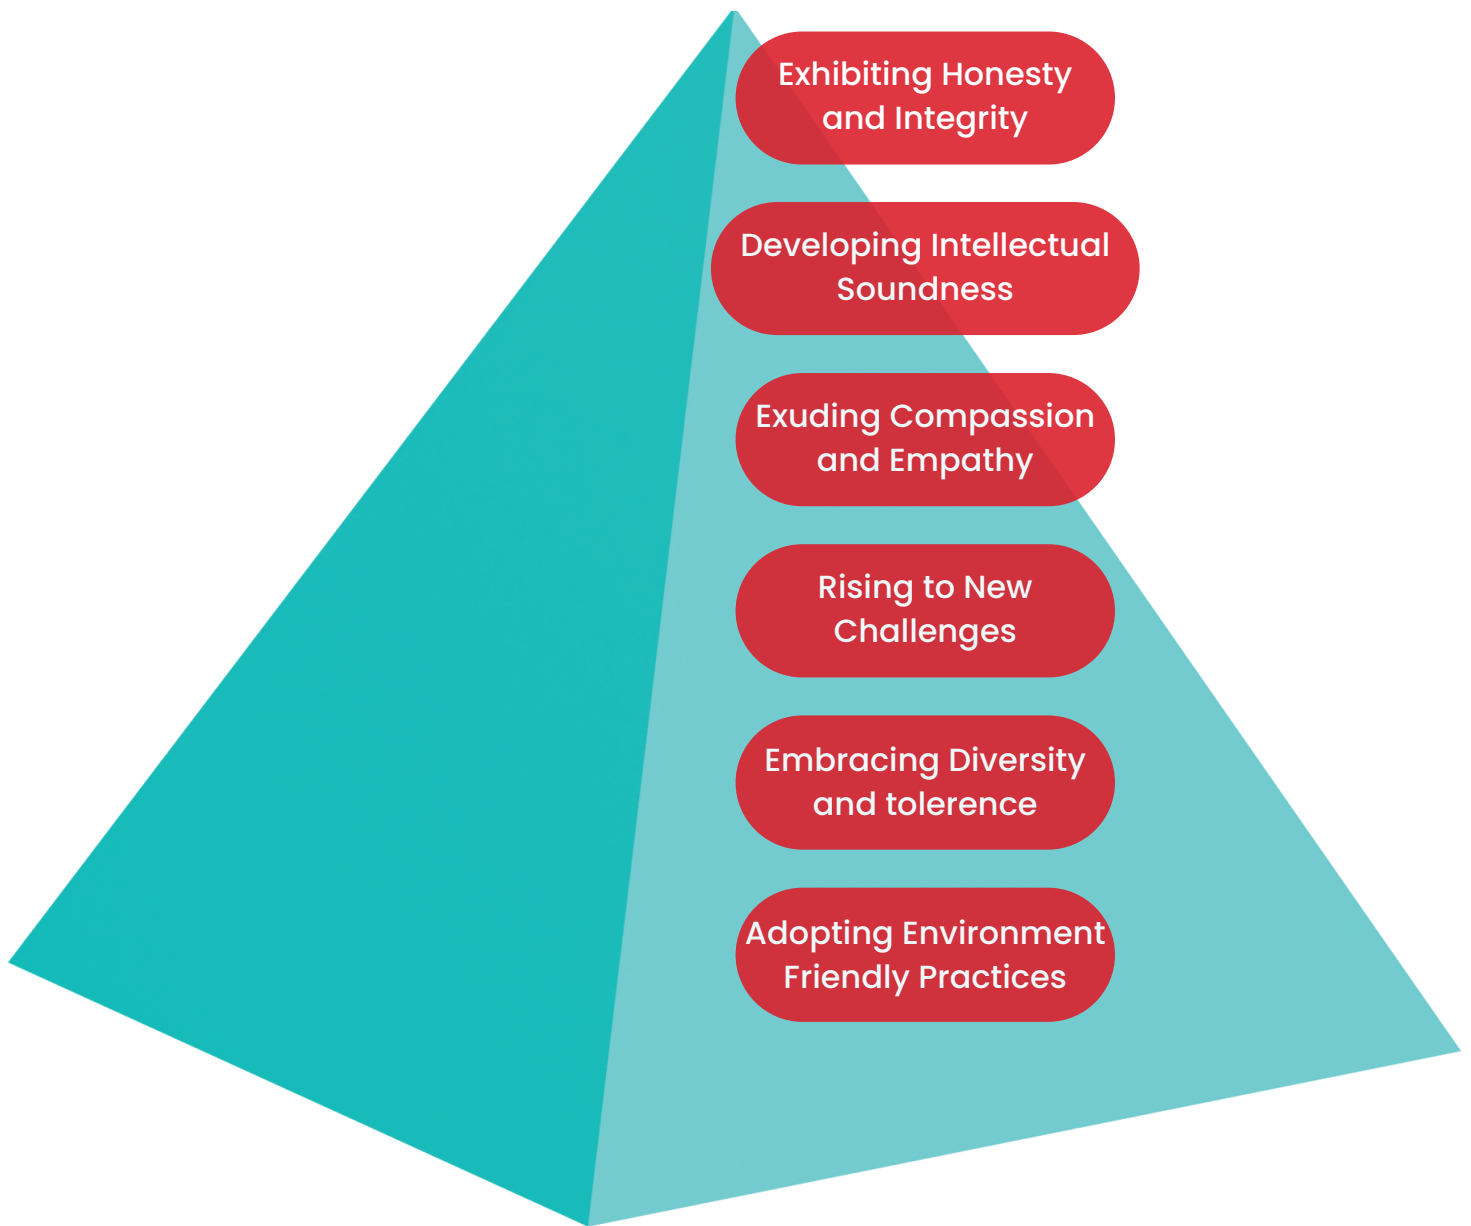 Exhibiting Honesty
and Integrity
Developing Intellectual
Soundness
Exuding Compassion
and Empathy
Rising to New
Challenges
Embracing Diversity
and tolerence
Adopting Environment
Friendly Practices